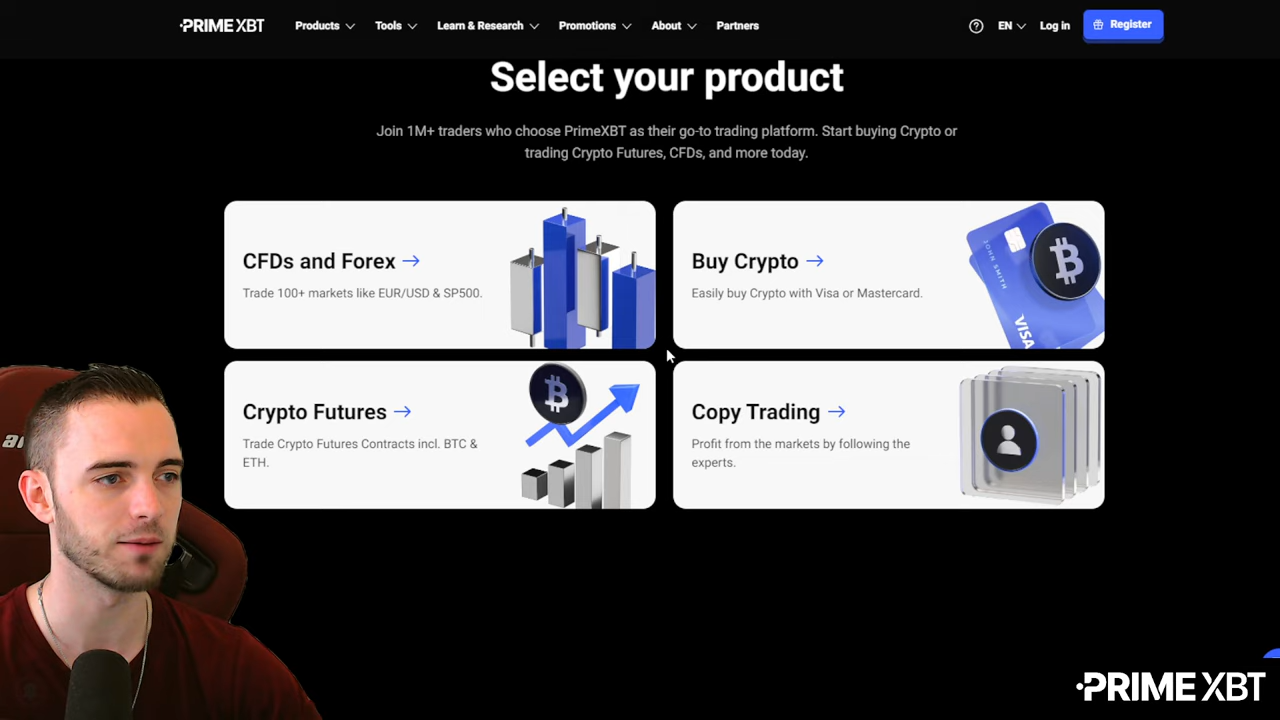 PRIME XBT
Products
Tools
Learn & Research
Promotions
About
Partners
EN
Log in
Register
Select your product
Join 1M+ traders who choose PrimeXBT as their go-to trading platform. Start buying Crypto or
trading Crypto Futures, CFDs, and more today.
CFDs and Forex
Trade 100+ markets like EUR/USD & SP500.
Buy Crypto
Easily buy Crypto with Visa or Mastercard.
JOHN SMITH
VISA
Crypto Futures
Trade Crypto Futures Contracts incl. BTC &
ETH.
Copy Trading
Profit from the markets by following the
experts.
PRIME XBT